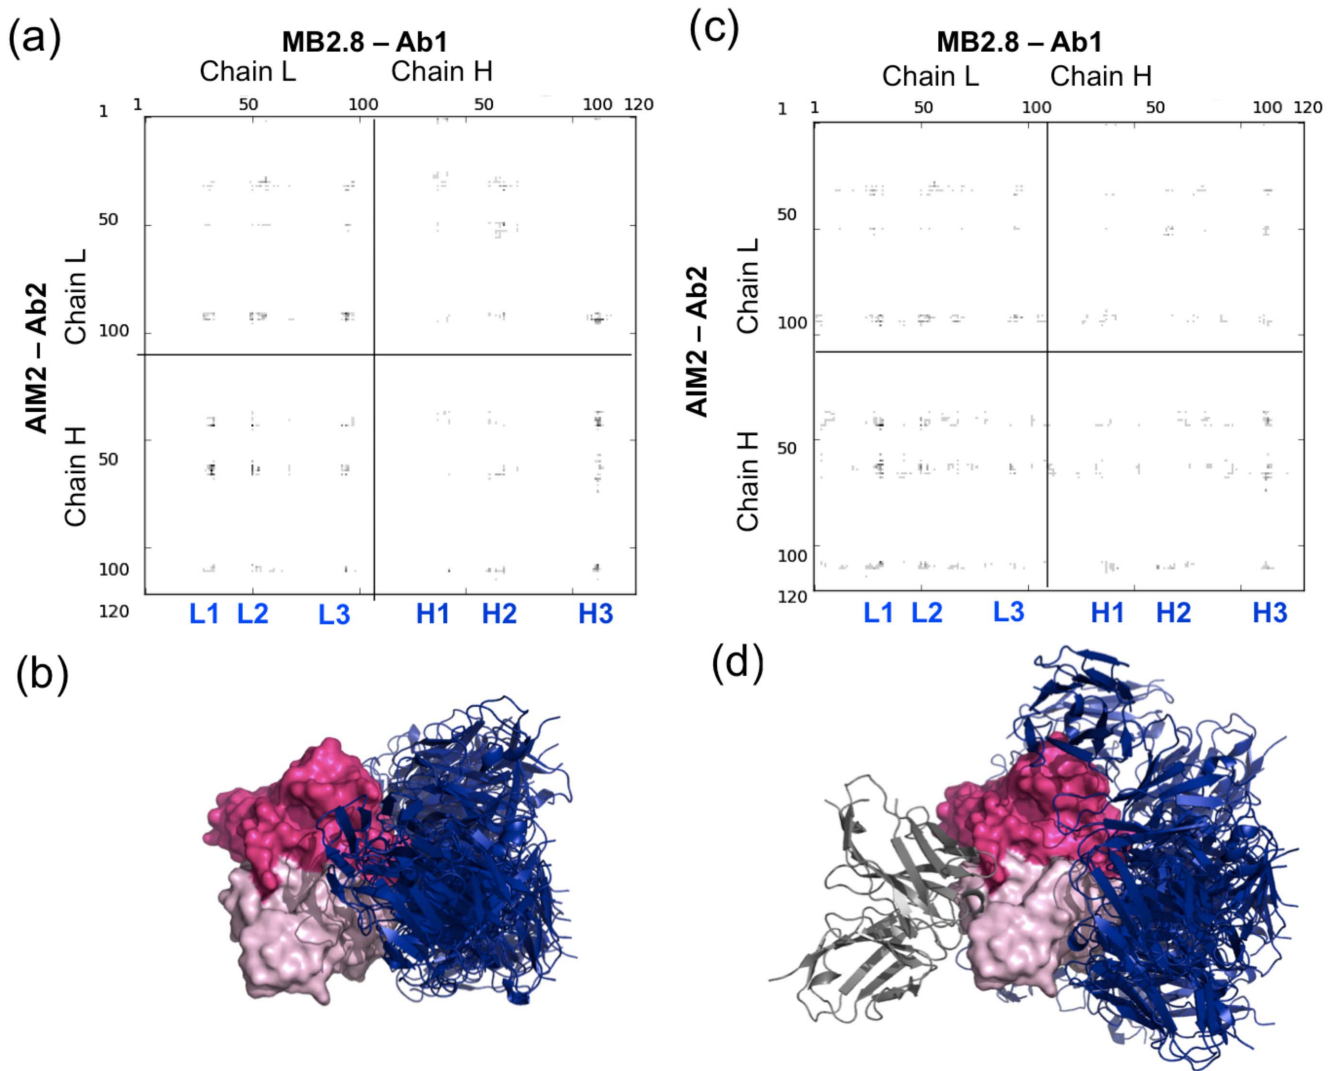 (a)
MB2.8 – Ab1
Chain L Chain H
1 50 100 50 100 120
1
50
100
50
100
120
AIM2 – Ab2
Chain L
Chain H
L1 L2 L3 H1 H2 H3
(b)
(c)
MB2.8 – Ab1
Chain L Chain H
1 50 100 50 100 120
1
50
100
50
100
120
AIM2 – Ab2
Chain L
Chain H
L1 L2 L3 H1 H2 H3
(d)